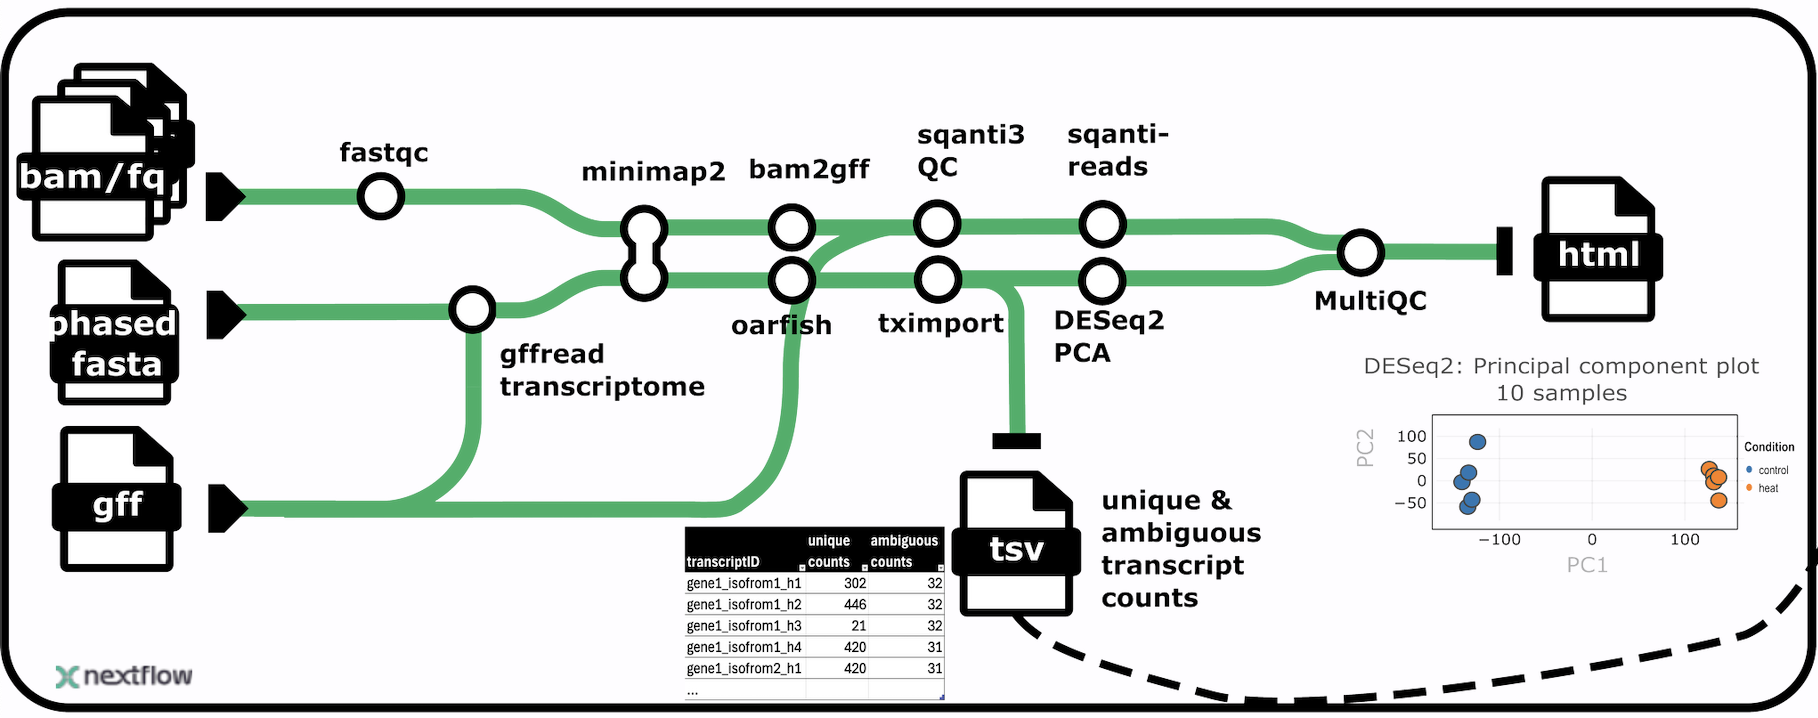 bam/fq
phased
fasta
gff
fastqc
minimap2
bam2gff
sqanti3
QC
sqanti-
reads
gffread
transcriptome
oarfish
tximport
DESeq2
PCA
MultiQC
html
tsv
unique &
ambiguous
transcript
counts
transcriptID unique counts ambiguous counts
gene1_isofrom1_h1 302 32
gene1_isofrom1_h2 446 32
gene1_isofrom1_h3 21 32
gene1_isofrom1_h4 420 31
gene1_isofrom2_h1 420 31
...
DESeq2: Principal component plot
10 samples
PC2
100
50
0
−50
−100 0 100
PC1
Condition
control
heat
nextflow